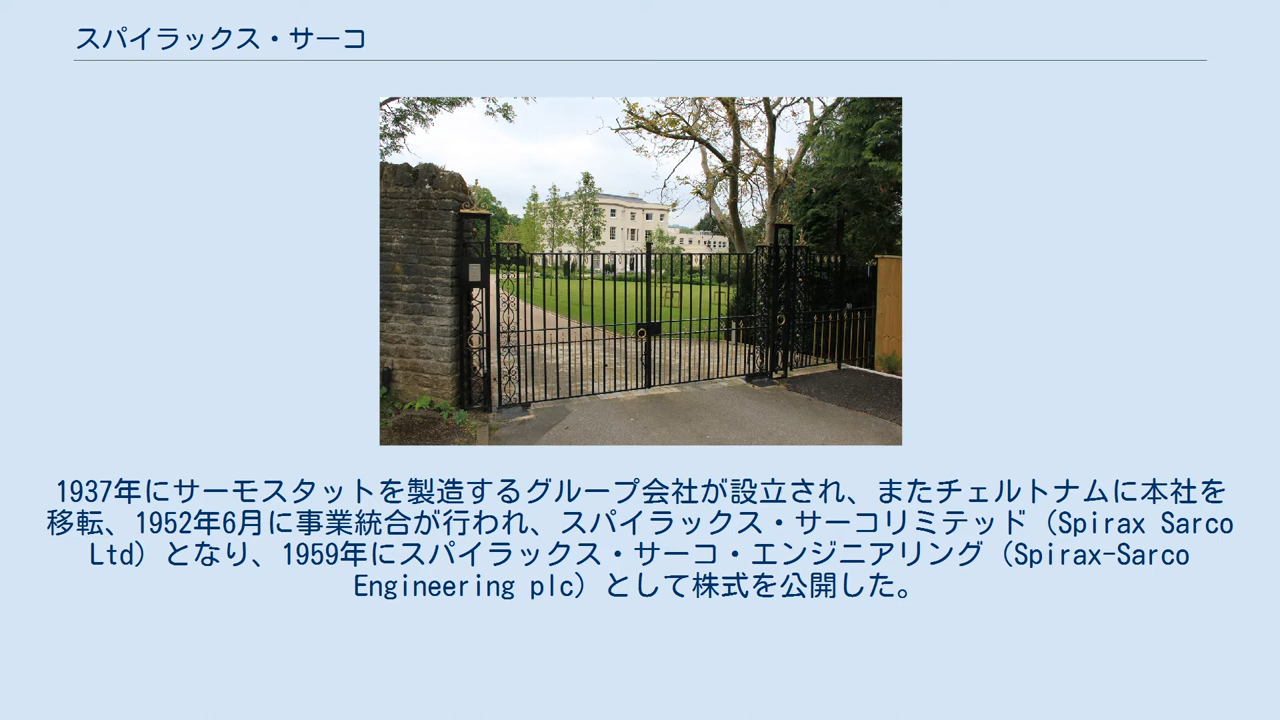 スパイラックス・サーコ
1937年にサーモスタットを製造するグループ会社が設立され、またチェルトナムに本社を
移転、1952年6月に事業統合が行われ、スパイラックス・サーコリミテッド（Spirax Sarco
Ltd）となり、1959年にスパイラックス・サーコ・エンジニアリング（Spirax-Sarco
Engineering plc）として株式を公開した。